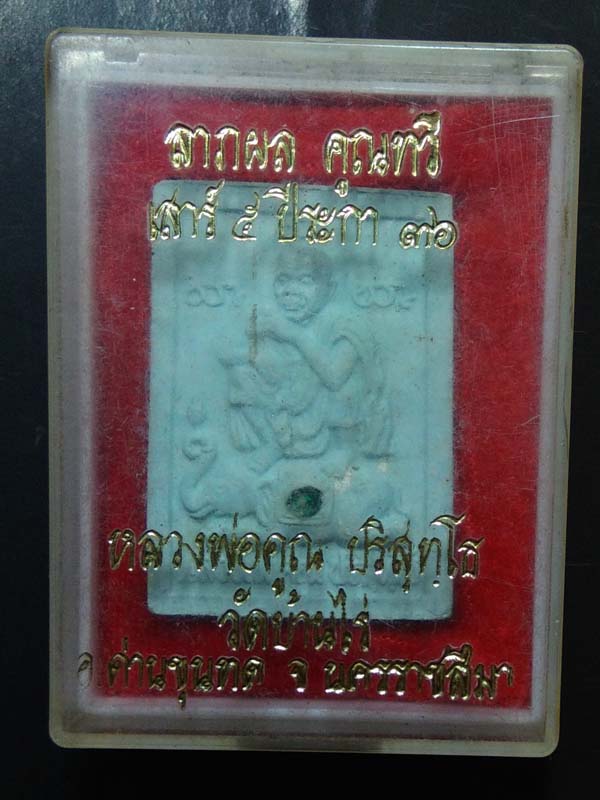 ลาภผล คูณทวี
เสาร์ ๕ ปีระกา ๓๖
หลวงพ่อคูณ ปริสุทฺโธ
วัดบ้านไร่
อ.ด่านขุนทด จ นครราชสีมา